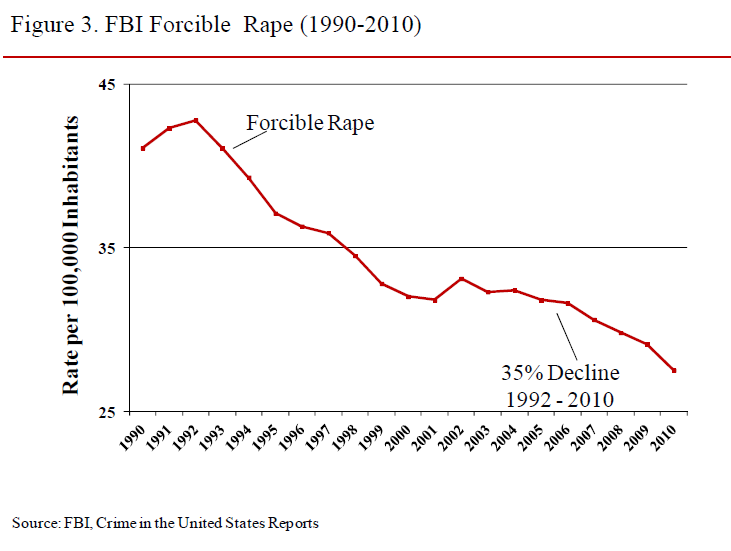 Figure 3. FBI Forcible Rape (1990-2010)
45
Forcible Rape
35
Rate per 100,000 Inhabitants
35% Decline
1992 - 2010
25
1990 1991 1992 1993 1994 1995 1996 1997 1998 1999 2000 2001 2002 2003 2004 2005 2006 2007 2008 2009 2010
Source: FBI, Crime in the United States Reports